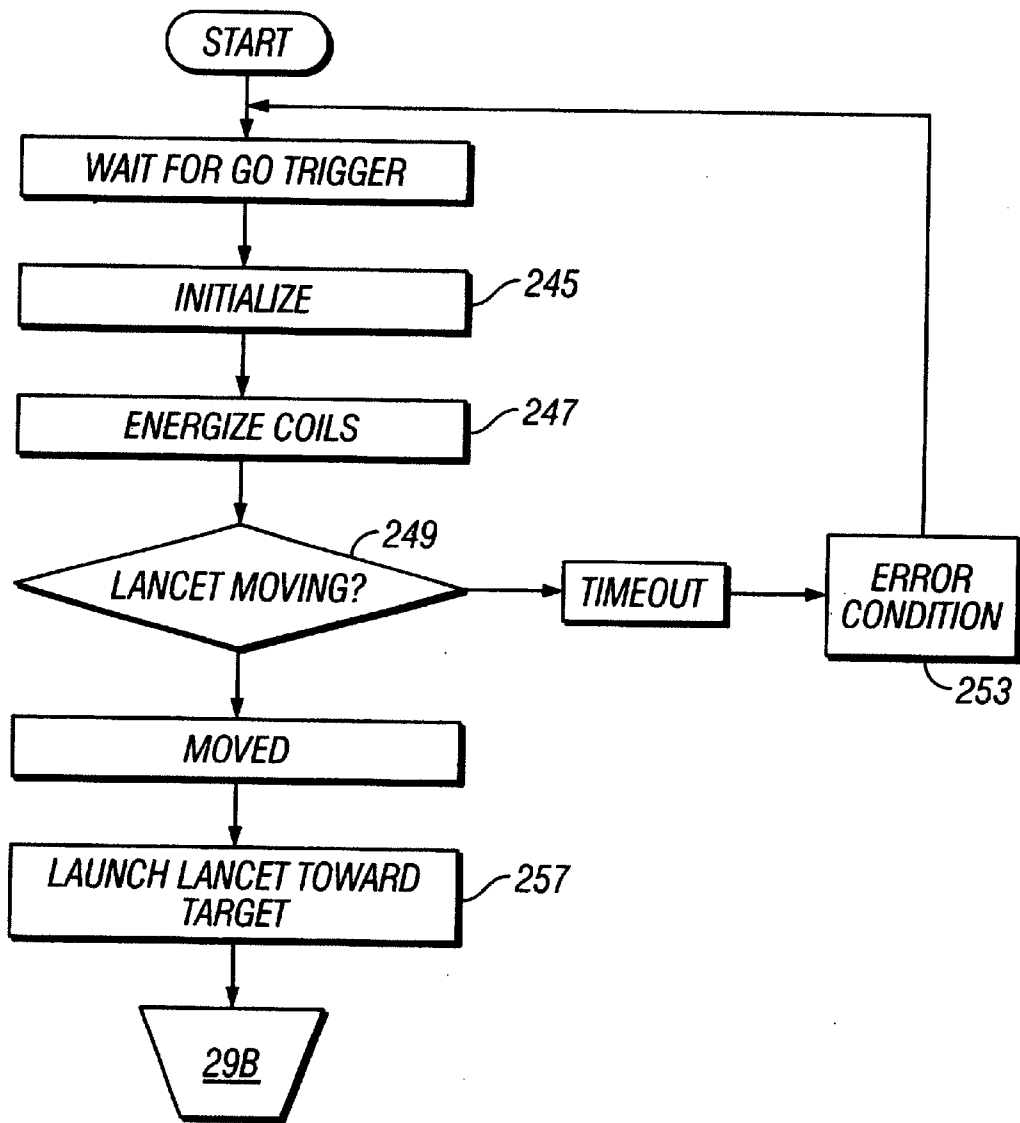 START
WAIT FOR GO TRIGGER
INITIALIZE
245
ENERGIZE COILS
247
249
LANCET MOVING?
TIMEOUT
ERROR
CONDITION
253
MOVED
LAUNCH LANCET TOWARD
TARGET
257
29B